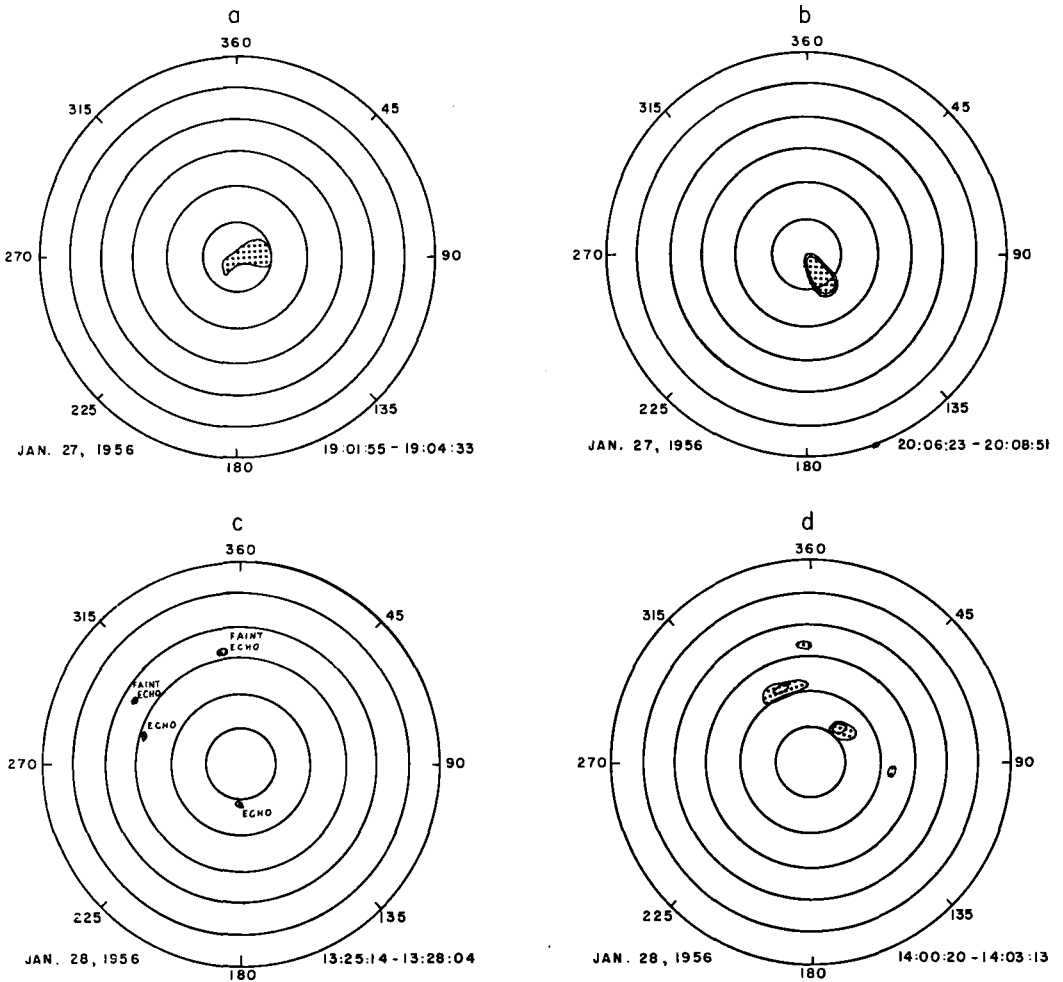 a
360
315 45
270 90
225 135
180
JAN. 27, 1956 19:01:55 - 19:04:33
b
360
315 45
270 90
225 135
180
JAN. 27, 1956 20:06:23 - 20:08:51
c
360
315 45
FAINT
ECHO
FAINT
ECHO
ECHO
270 90
ECHO
225 135
180
JAN. 28, 1956 13:25:14 - 13:28:04
d
360
315 45
270 90
225 135
180
JAN. 28, 1956 14:00:20 - 14:03:13